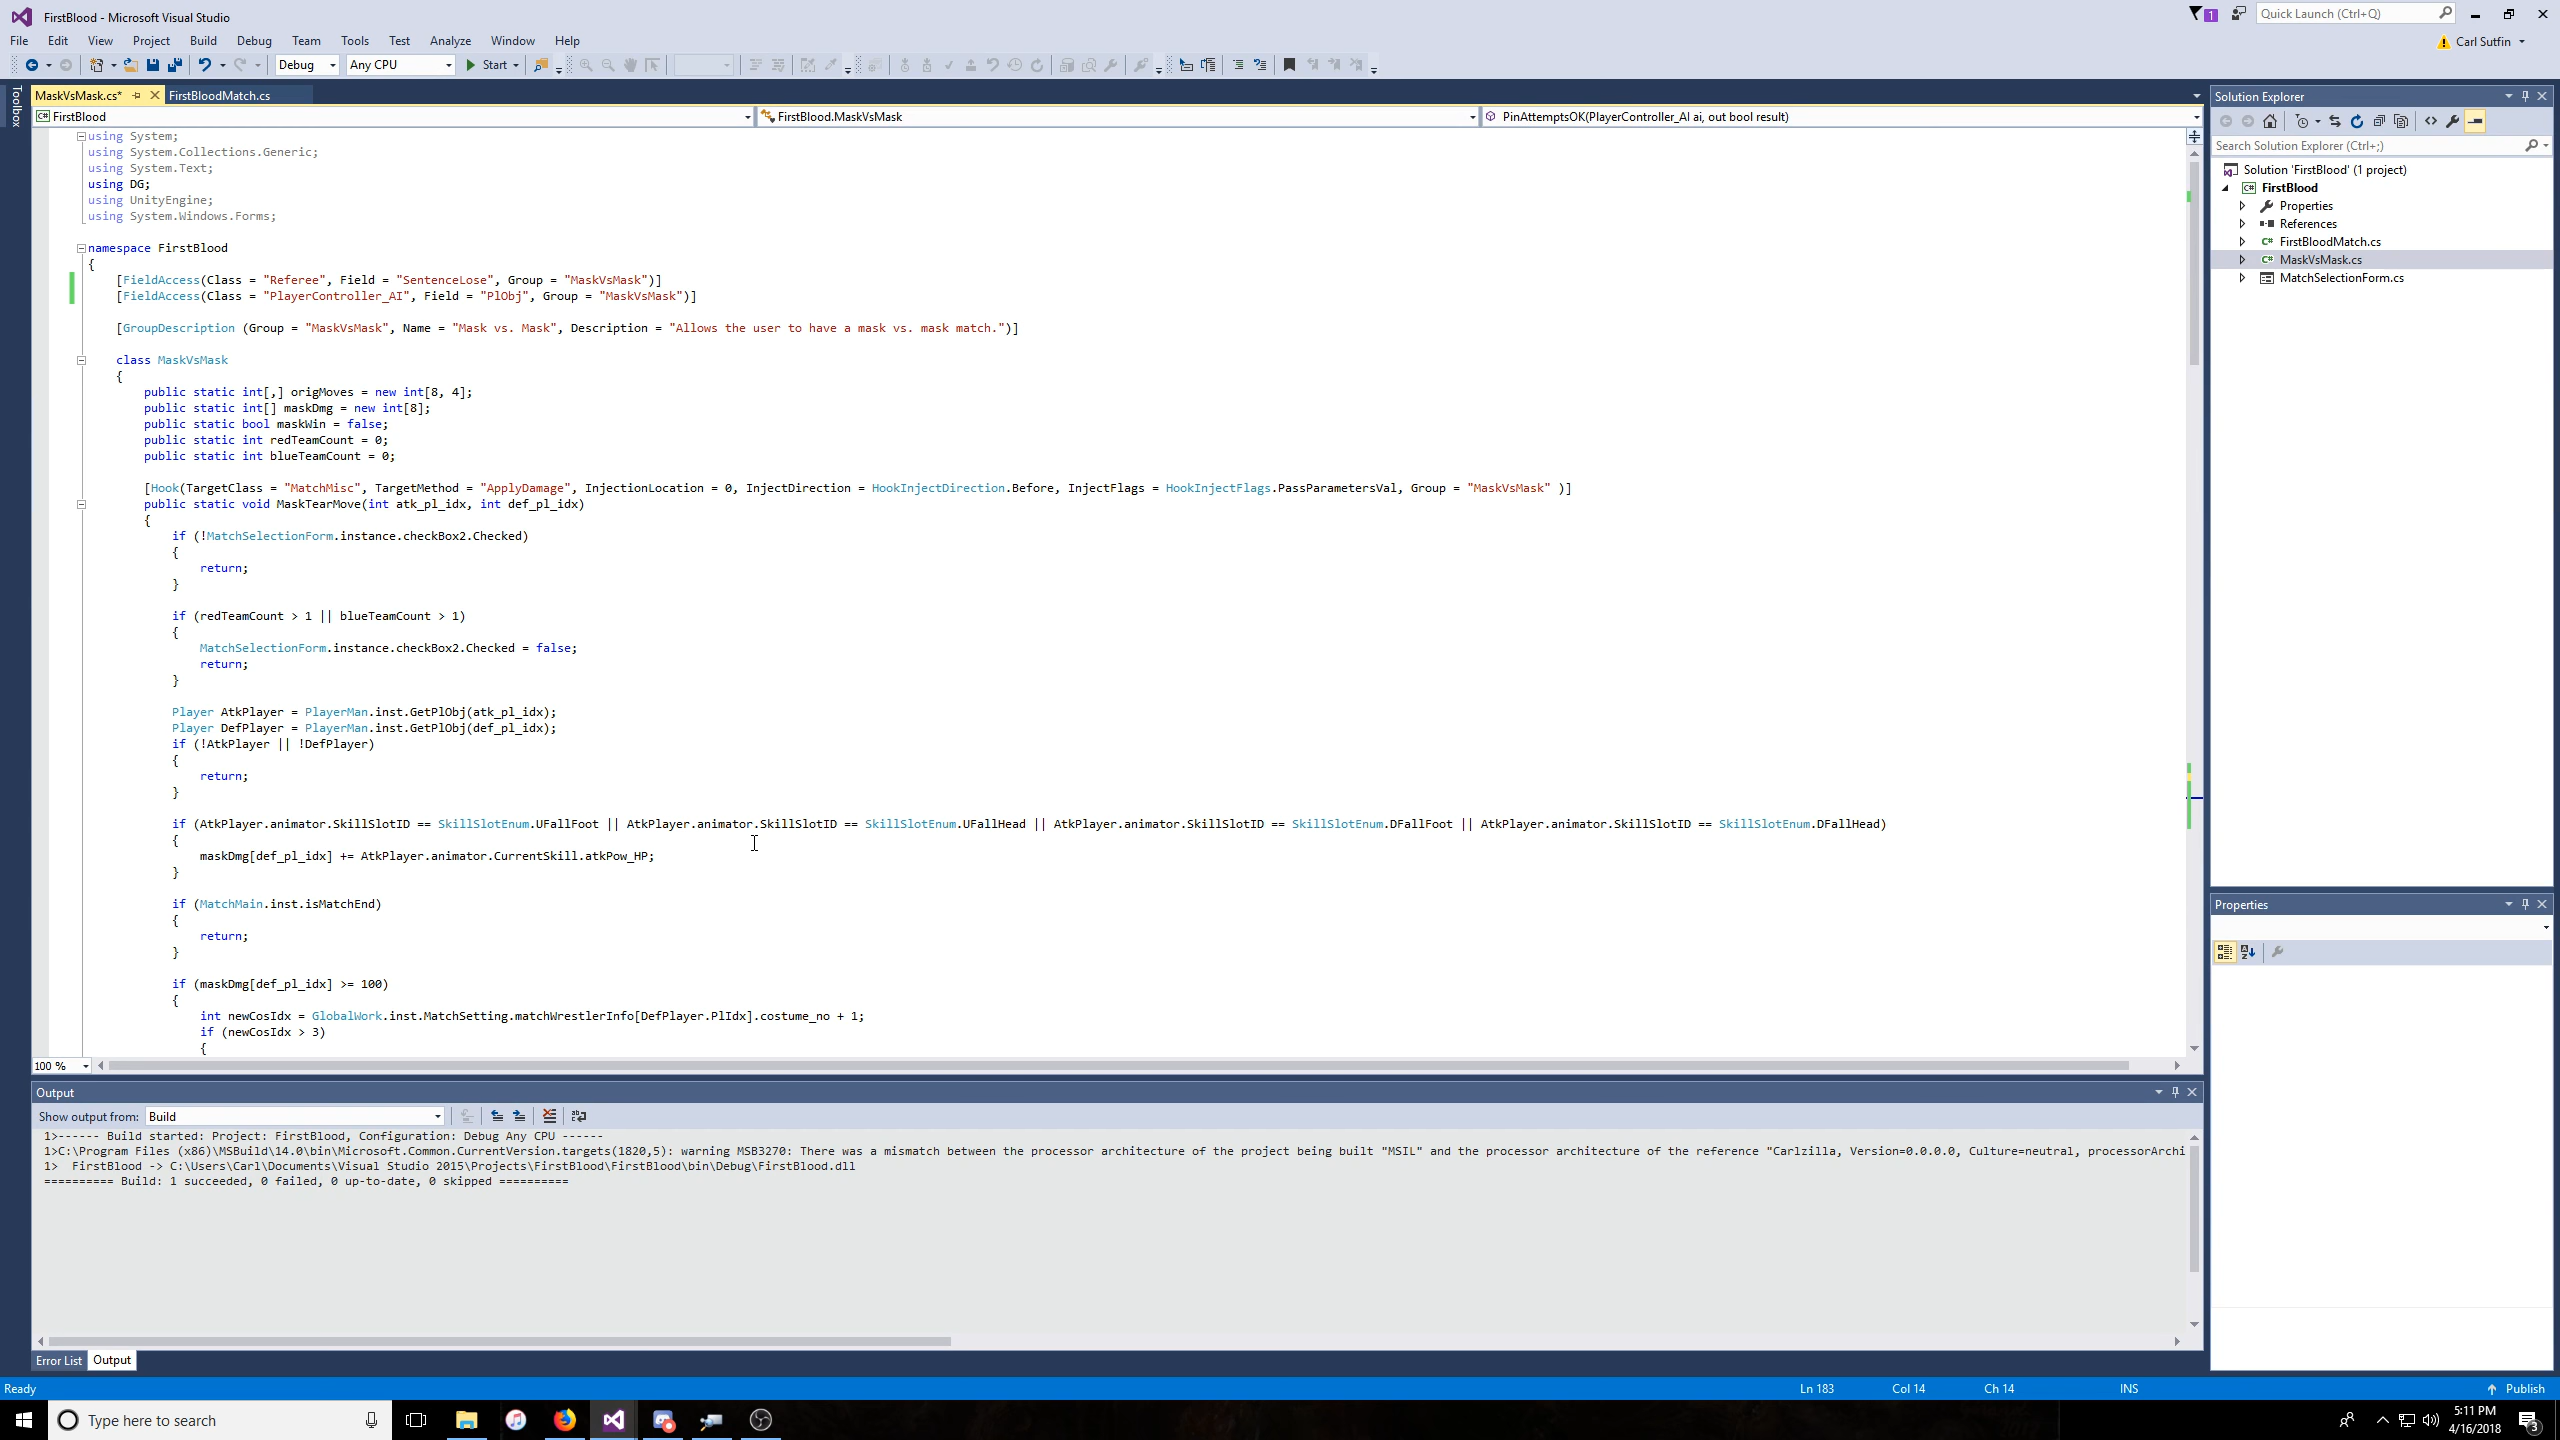 FirstBlood - Microsoft Visual Studio
1
Quick Launch (Ctrl+Q)
File Edit View Project Build Debug Team Tools Test Analyze Window Help
Carl Sutfin
Debug Any CPU Start
Toolbox
MaskVsMask.cs* FirstBloodMatch.cs
FirstBlood FirstBlood.MaskVsMask PinAttemptsOK(PlayerController_AI ai, out bool result)
using System;
using System.Collections.Generic;
using System.Text;
using DG;
using UnityEngine;
using System.Windows.Forms;
namespace FirstBlood
{
[FieldAccess(Class = "Referee", Field = "SentenceLose", Group = "MaskVsMask")]
[FieldAccess(Class = "PlayerController_AI", Field = "PlObj", Group = "MaskVsMask")]
[GroupDescription (Group = "MaskVsMask", Name = "Mask vs. Mask", Description = "Allows the user to have a mask vs. mask match.")]
class MaskVsMask
{
public static int[,] origMoves = new int[8, 4];
public static int[] maskDmg = new int[8];
public static bool maskWin = false;
public static int redTeamCount = 0;
public static int blueTeamCount = 0;
[Hook(TargetClass = "MatchMisc", TargetMethod = "ApplyDamage", InjectionLocation = 0, InjectDirection = HookInjectDirection.Before, InjectFlags = HookInjectFlags.PassParametersVal, Group = "MaskVsMask" )]
public static void MaskTearMove(int atk_pl_idx, int def_pl_idx)
{
if (!MatchSelectionForm.instance.checkBox2.Checked)
{
return;
}
if (redTeamCount > 1 || blueTeamCount > 1)
{
MatchSelectionForm.instance.checkBox2.Checked = false;
return;
}
Player AtkPlayer = PlayerMan.inst.GetPlObj(atk_pl_idx);
Player DefPlayer = PlayerMan.inst.GetPlObj(def_pl_idx);
if (!AtkPlayer || !DefPlayer)
{
return;
}
if (AtkPlayer.animator.SkillSlotID == SkillSlotEnum.UFallFoot || AtkPlayer.animator.SkillSlotID == SkillSlotEnum.UFallHead || AtkPlayer.animator.SkillSlotID == SkillSlotEnum.DFallFoot || AtkPlayer.animator.SkillSlotID == SkillSlotEnum.DFallHead)
{
maskDmg[def_pl_idx] += AtkPlayer.animator.CurrentSkill.atkPow_HP;
}
if (MatchMain.inst.isMatchEnd)
{
return;
}
if (maskDmg[def_pl_idx] >= 100)
{
int newCosIdx = GlobalWork.inst.MatchSetting.matchWrestlerInfo[DefPlayer.PlIdx].costume_no + 1;
if (newCosIdx > 3)
{
100 %
Solution Explorer
Search Solution Explorer (Ctrl+;)
Solution 'FirstBlood' (1 project)
FirstBlood
Properties
References
FirstBloodMatch.cs
MaskVsMask.cs
MatchSelectionForm.cs
Properties
Output
Show output from: Build
1>------ Build started: Project: FirstBlood, Configuration: Debug Any CPU ------
1>C:\Program Files (x86)\MSBuild\14.0\bin\Microsoft.Common.CurrentVersion.targets(1820,5): warning MSB3270: There was a mismatch between the processor architecture of the project being built "MSIL" and the processor architecture of the reference "Carlzilla, Version=0.0.0.0, Culture=neutral, processorArchi
1>  FirstBlood -> C:\Users\Carl\Documents\Visual Studio 2015\Projects\FirstBlood\FirstBlood\bin\Debug\FirstBlood.dll
========== Build: 1 succeeded, 0 failed, 0 up-to-date, 0 skipped ==========
Error List Output
Ready Ln 183 Col 14 Ch 14 INS Publish
Type here to search
5:11 PM
4/16/2018
3